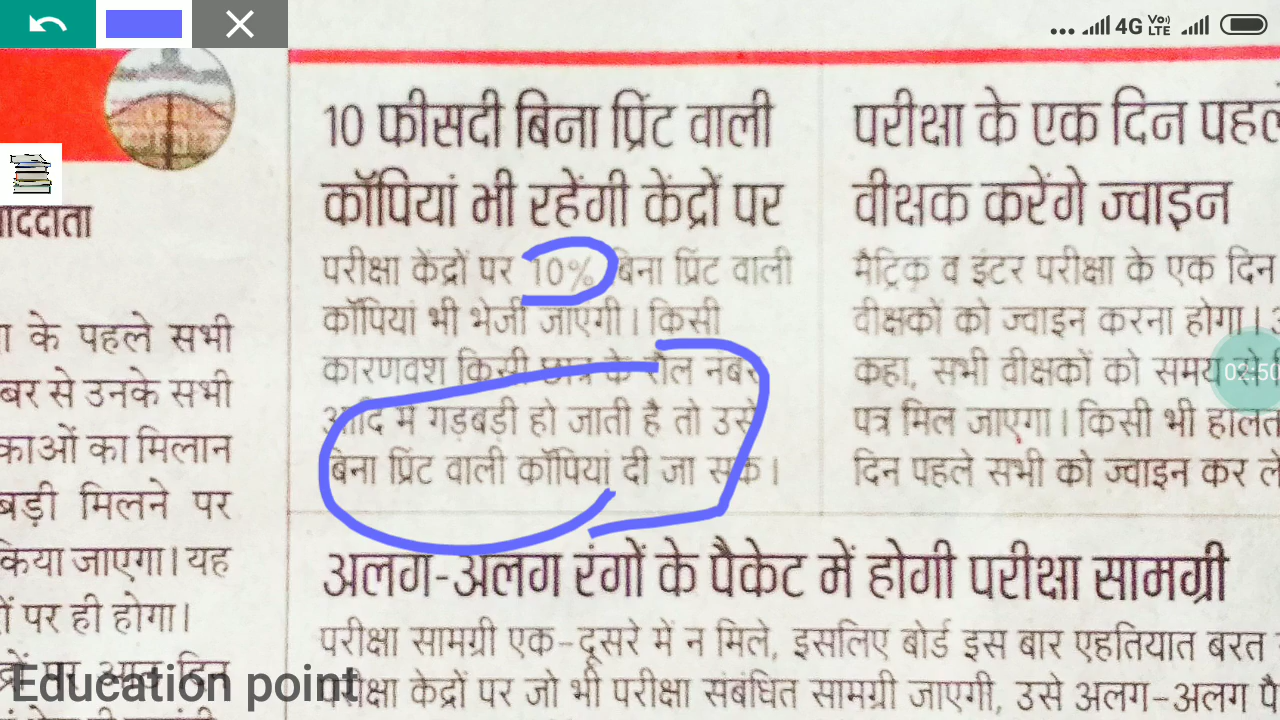 4G Vo)) LTE
ाददाता
ा के पहले सभी
बर से उनके सभी
काओं का मिलान
बड़ी मिलने पर
किया जाएगा। यह
ों पर ही होगा।
10 फीसदी बिना प्रिंट वाली
कॉपियां भी रहेंगी केंद्रों पर
परीक्षा केंद्रों पर 10% बिना प्रिंट वाली
कॉपियां भी भेजी जाएंगी। किसी
कारणवश किसी छात्र के रौल नंबर
आदि में गड़बड़ी हो जाती है तो उसे
बिना प्रिंट वाली कॉपियां दी जा सके।
परीक्षा के एक दिन पहले
वीक्षक करेंगे ज्वाइन
मैट्रिक व इंटर परीक्षा के एक दिन
वीक्षकों को ज्वाइन करना होगा।
कहा, सभी वीक्षकों को समय से
02:50
पत्र मिल जाएगा। किसी भी हालत
दिन पहले सभी को ज्वाइन कर ले
अलग-अलग रंगों के पैकेट में होगी परीक्षा सामग्री
परीक्षा सामग्री एक-दूसरे में न मिले, इसलिए बोर्ड इस बार एहतियात बरत
परीक्षा केंद्रों पर जो भी परीक्षा संबंधित सामग्री जाएगी, उसे अलग-अलग पै
Education point